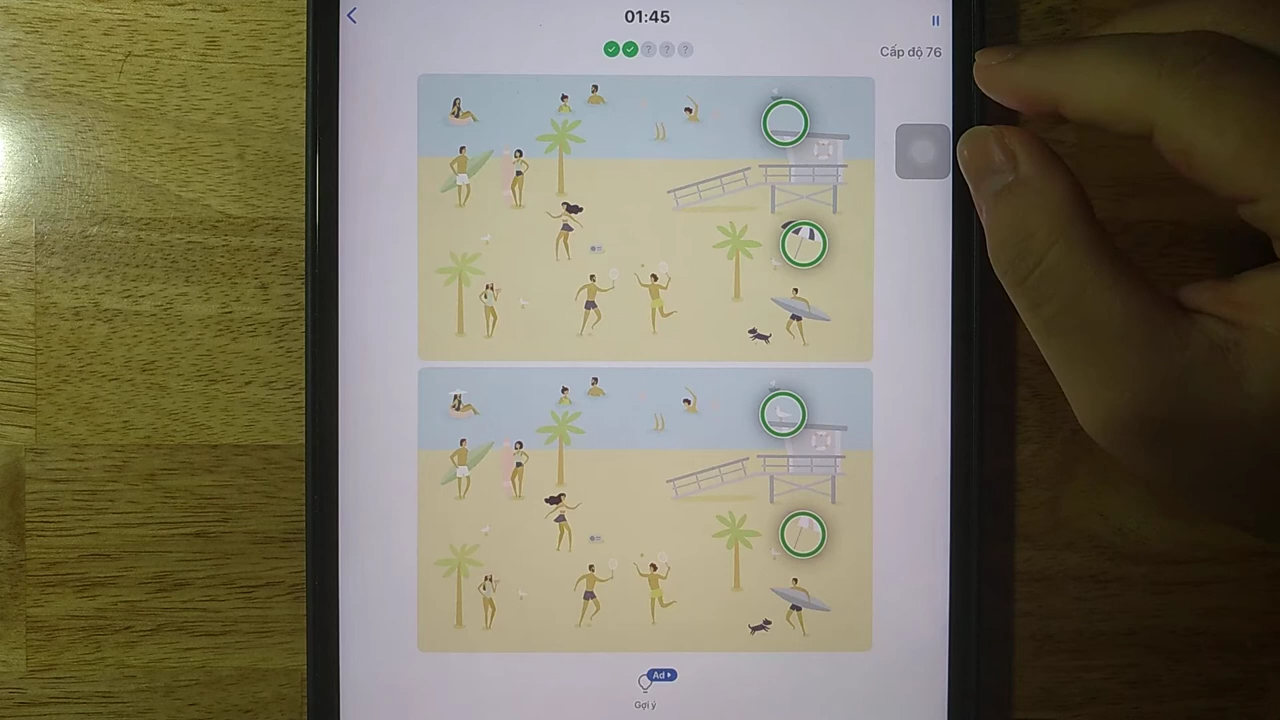 01:45
? ? ?
Cấp độ 76
Ad
Gợi ý